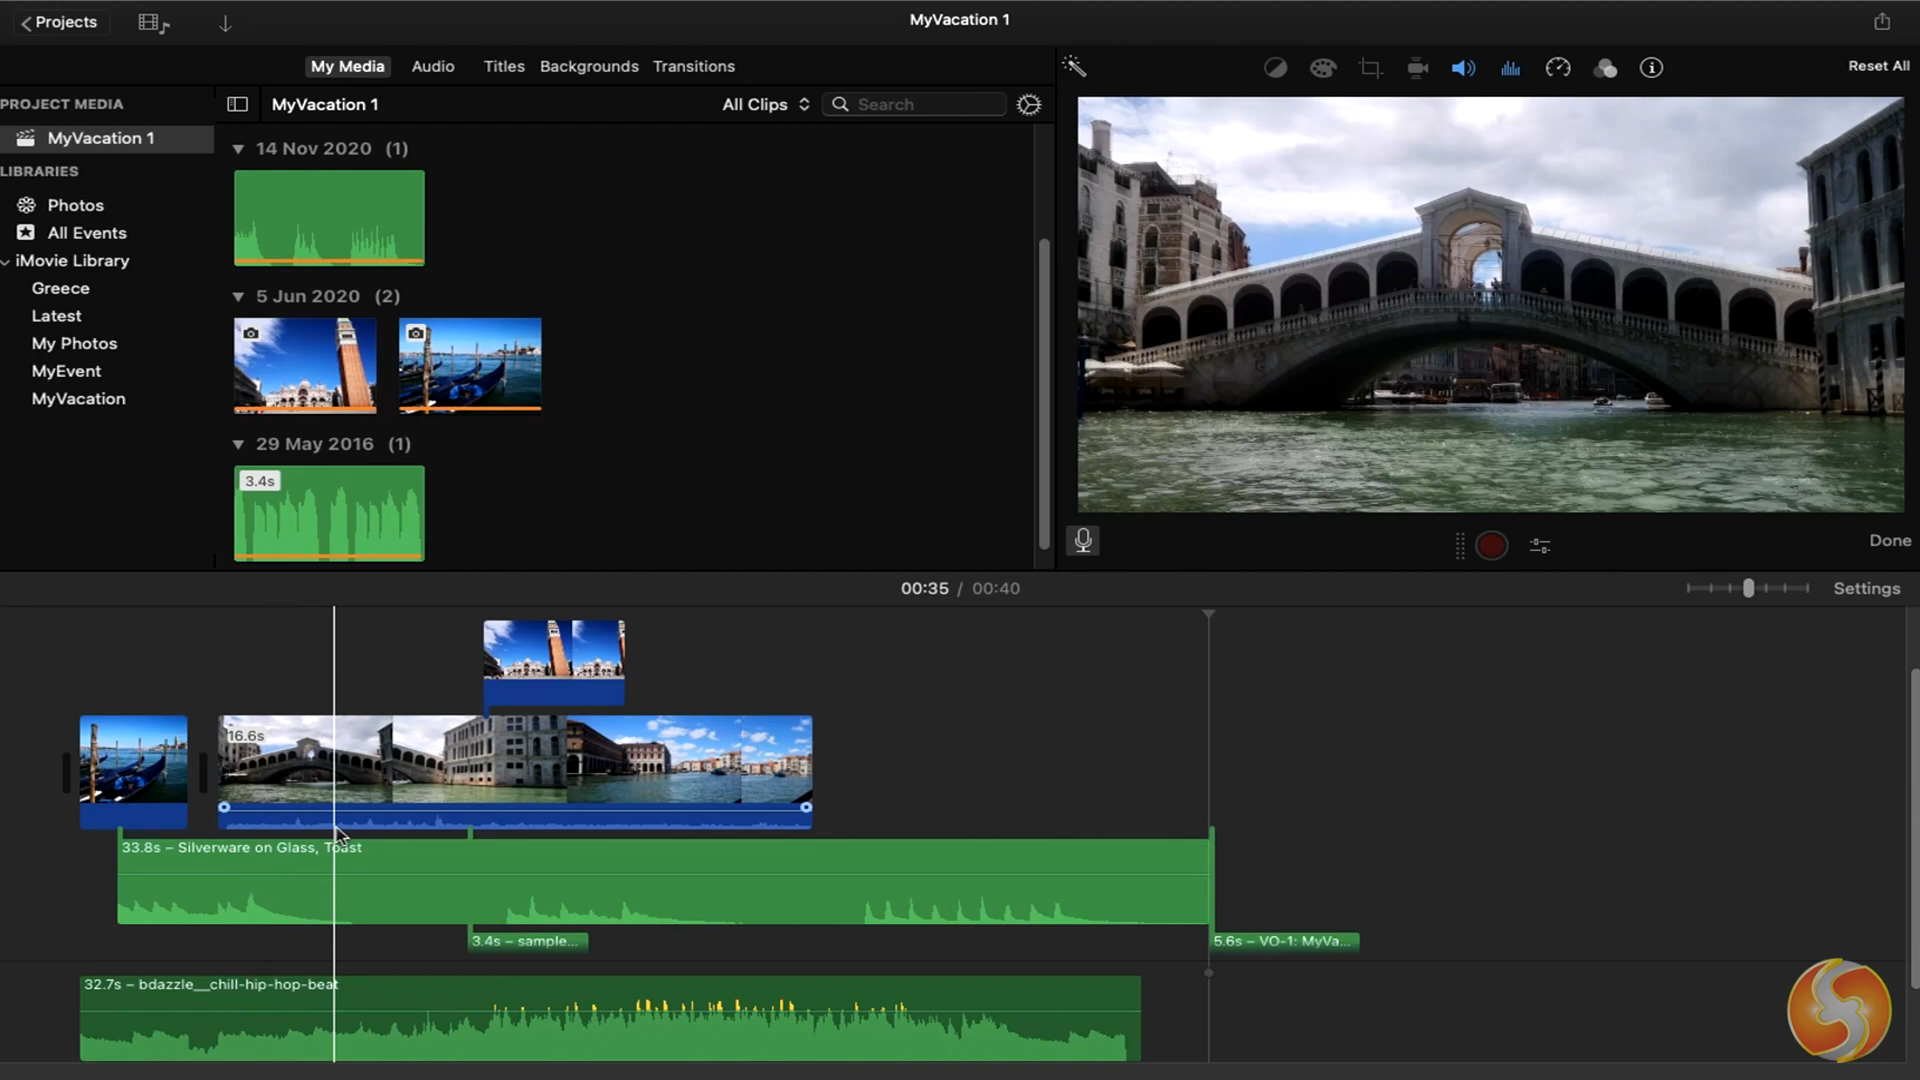 Projects
MyVacation 1
My Media
Audio
Titles
Backgrounds
Transitions
Reset All
PROJECT MEDIA
MyVacation 1
All Clips
Search
MyVacation 1
LIBRARIES
Photos
All Events
iMovie Library
Greece
Latest
My Photos
MyEvent
MyVacation
14 Nov 2020 (1)
5 Jun 2020 (2)
29 May 2016 (1)
3.4s
Done
00:35 / 00:40
Settings
16.6s
33.8s – Silverware on Glass, Toast
3.4s – sample...
5.6s – VO-1: MyVa...
32.7s – bdazzle__chill-hip-hop-beat